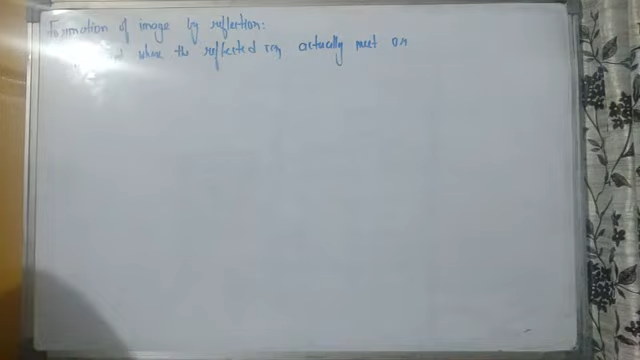 Formation of image by reflection:
where the reflected ray actually meet or